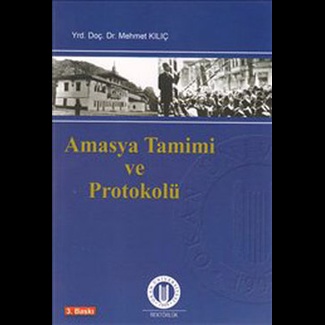 Yrd. Doç. Dr. Mehmet KILIÇ
Amasya Tamimi
ve
Protokolü
3. Baskı
REKTÖRLÜK